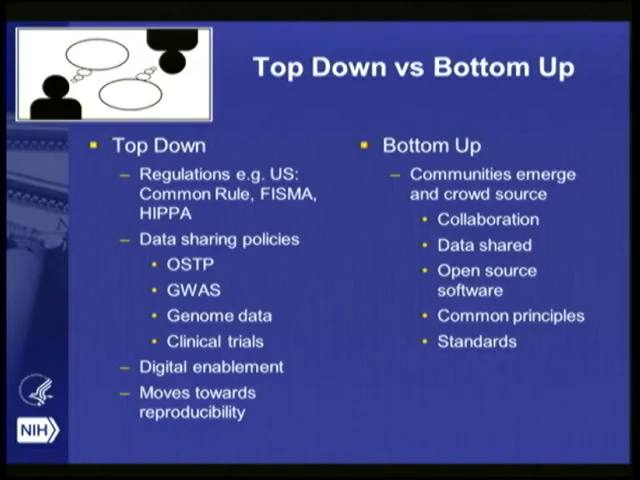 Top Down vs Bottom Up
▪ Top Down
– Regulations e.g. US:
Common Rule, FISMA,
HIPPA
– Data sharing policies
• OSTP
• GWAS
• Genome data
• Clinical trials
– Digital enablement
– Moves towards
reproducibility
▪ Bottom Up
– Communities emerge
and crowd source
• Collaboration
• Data shared
• Open source
software
• Common principles
• Standards
NIH